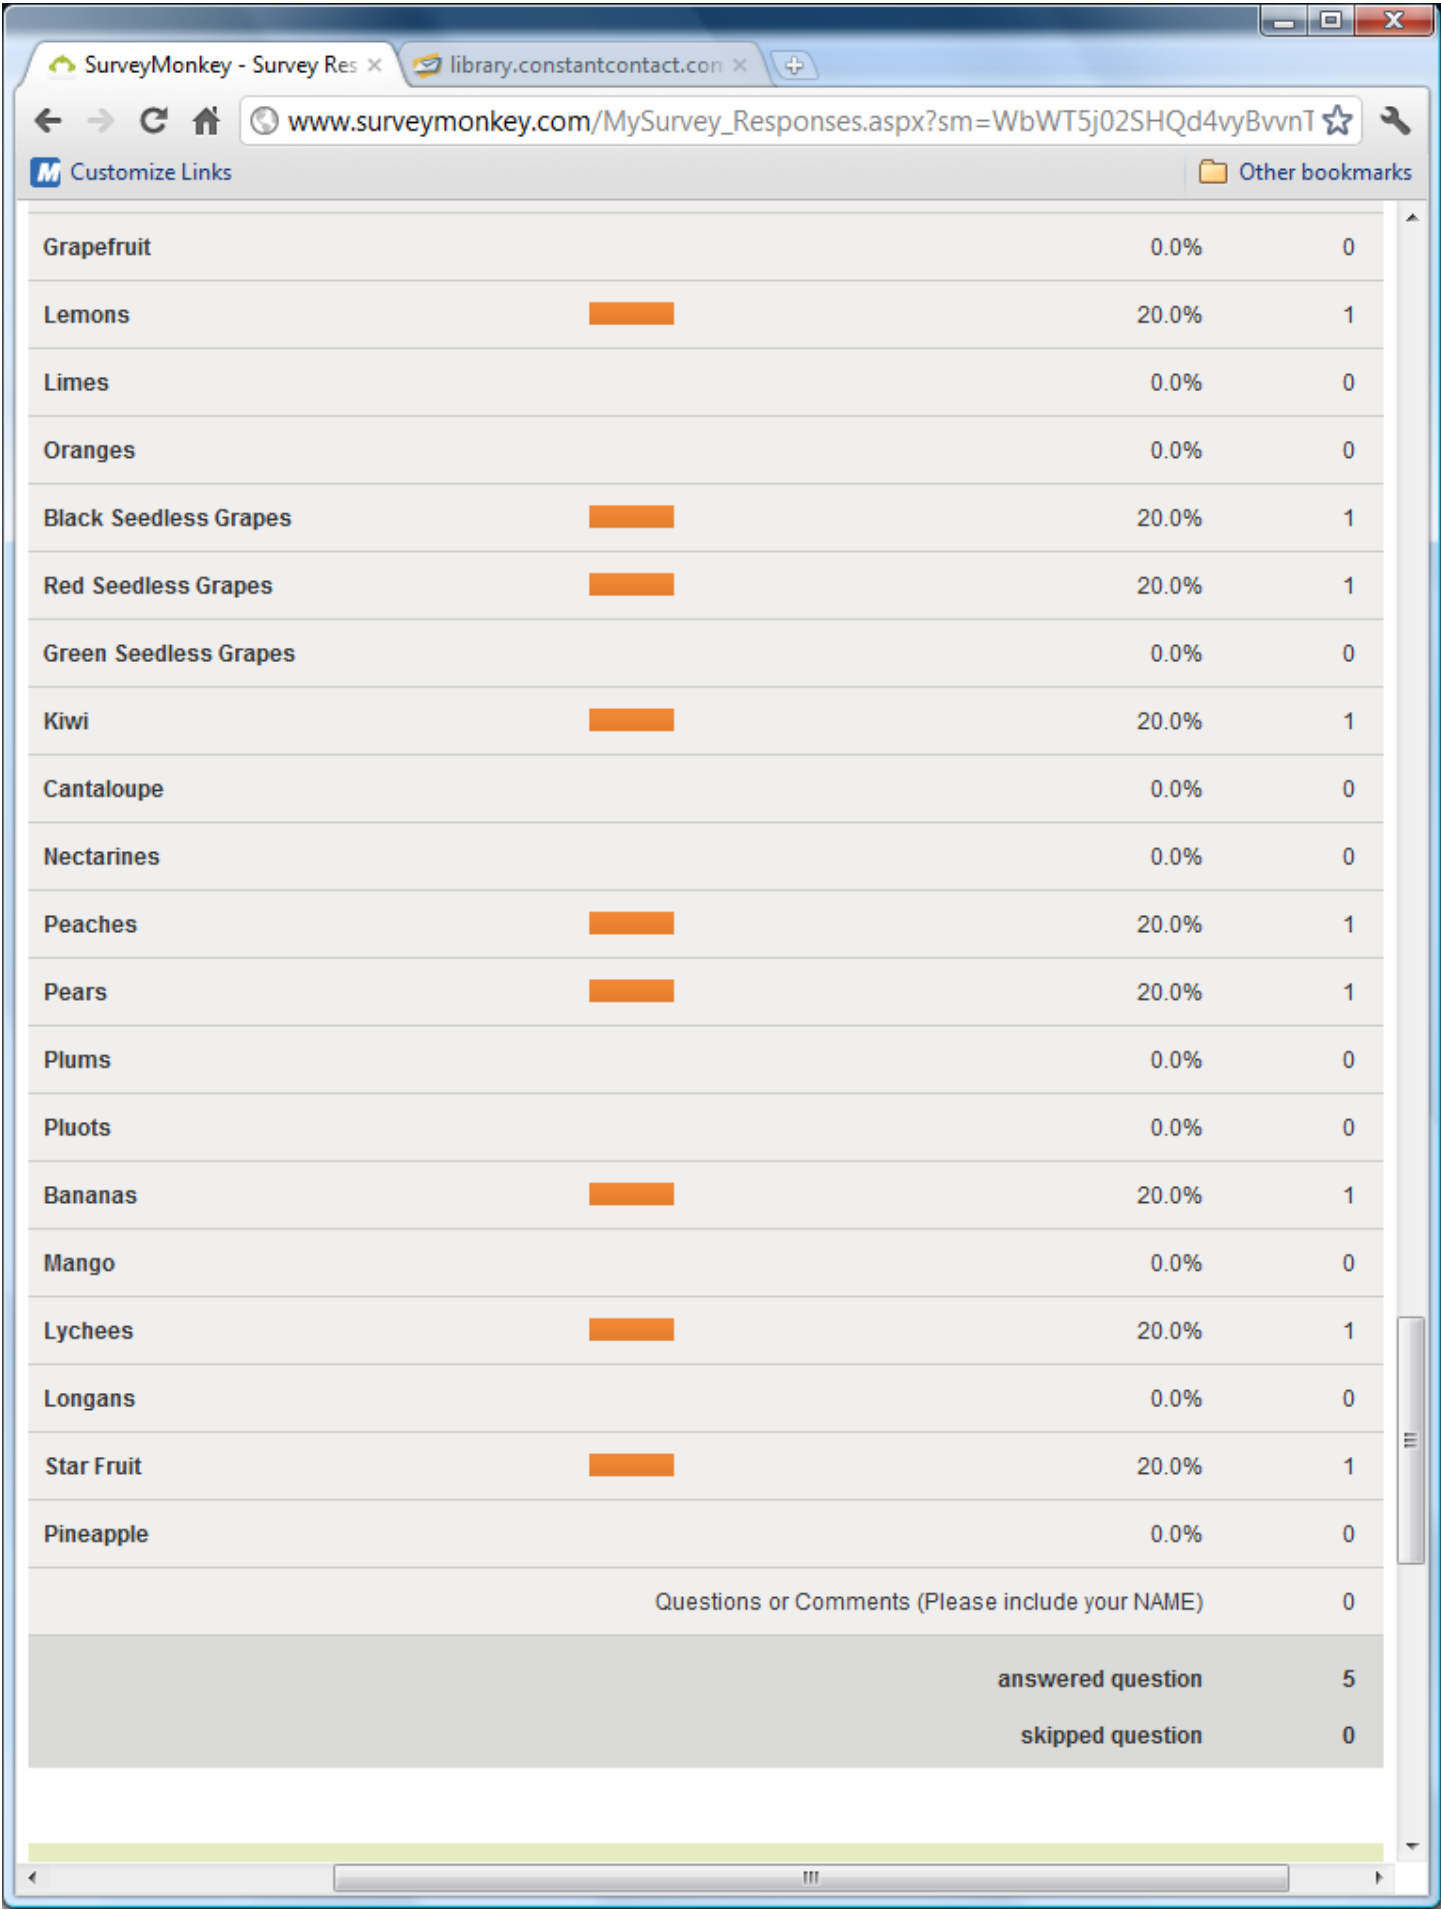 SurveyMonkey - Survey Res
library.constantcontact.con
www.surveymonkey.com/MySurvey_Responses.aspx?sm=WbWT5j02SHQd4vyBvvnT
Customize Links
Other bookmarks
Grapefruit 0.0% 0
Lemons 20.0% 1
Limes 0.0% 0
Oranges 0.0% 0
Black Seedless Grapes 20.0% 1
Red Seedless Grapes 20.0% 1
Green Seedless Grapes 0.0% 0
Kiwi 20.0% 1
Cantaloupe 0.0% 0
Nectarines 0.0% 0
Peaches 20.0% 1
Pears 20.0% 1
Plums 0.0% 0
Pluots 0.0% 0
Bananas 20.0% 1
Mango 0.0% 0
Lychees 20.0% 1
Longans 0.0% 0
Star Fruit 20.0% 1
Pineapple 0.0% 0
Questions or Comments (Please include your NAME) 0
answered question 5
skipped question 0